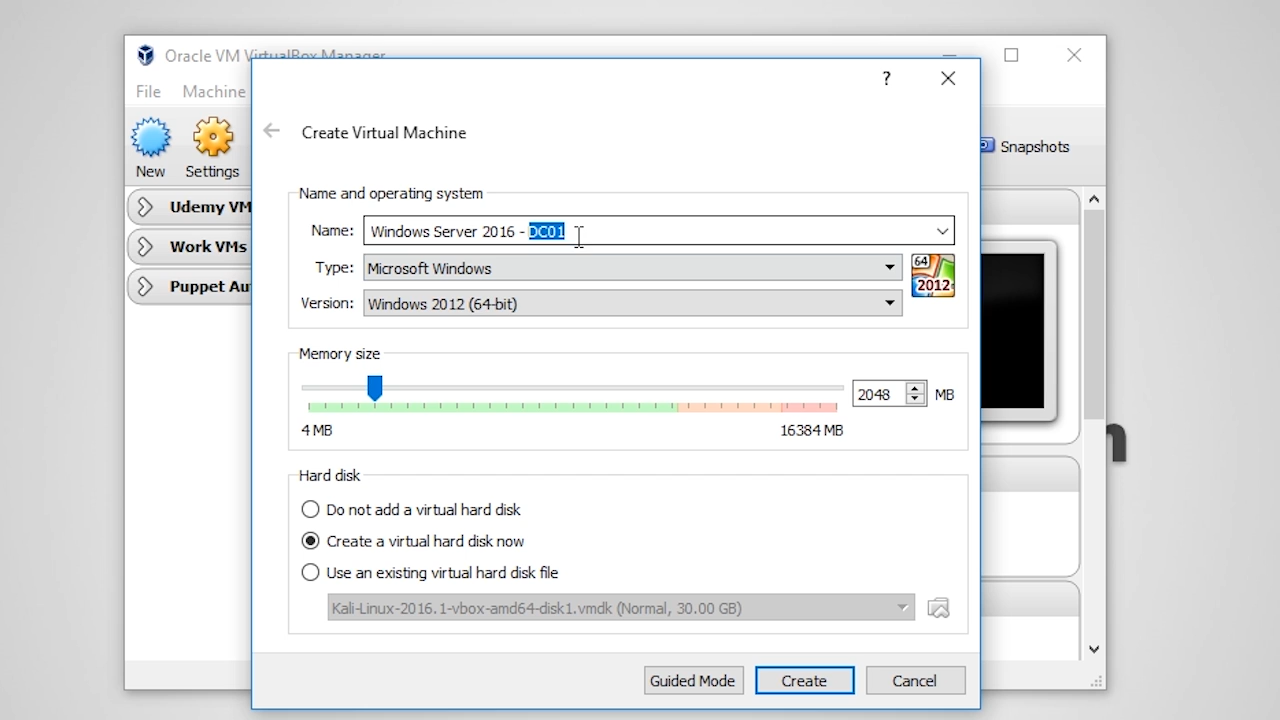 Oracle VM VirtualBox Manager
?
File Machine
Create Virtual Machine
New Settings
Snapshots
Name and operating system
Udemy VM
Name: Windows Server 2016 - DC01
Work VMs
Type: Microsoft Windows
64
2012
Puppet Au
Version: Windows 2012 (64-bit)
Memory size
2048 MB
4 MB 16384 MB
Hard disk
Do not add a virtual hard disk
Create a virtual hard disk now
Use an existing virtual hard disk file
Kali-Linux-2016.1-vbox-amd64-disk1.vmdk (Normal, 30.00 GB)
Guided Mode Create Cancel